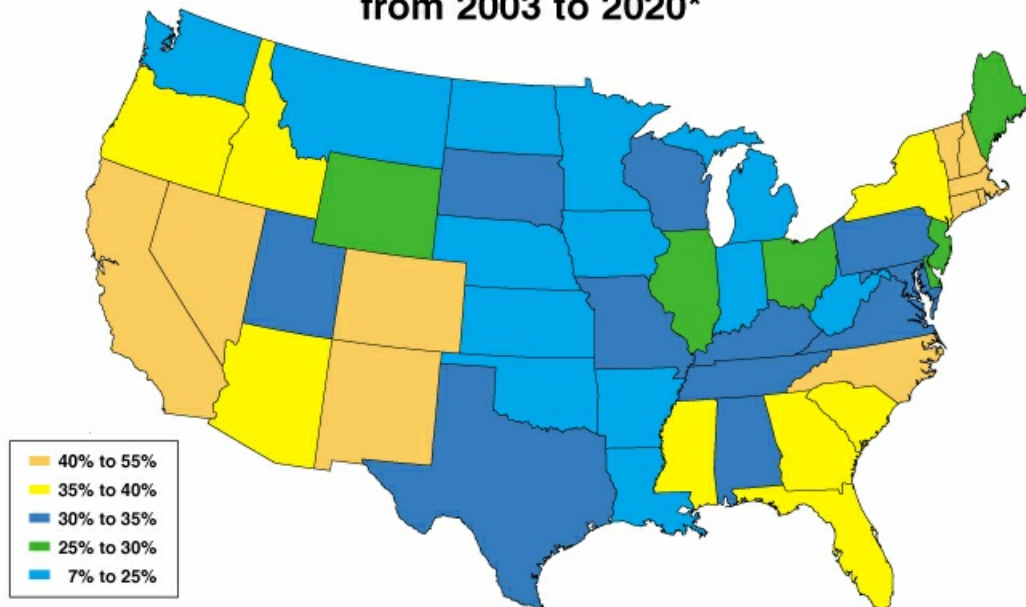 from 2003 to 2020*
40% to 55%
35% to 40%
30% to 35%
25% to 30%
7% to 25%